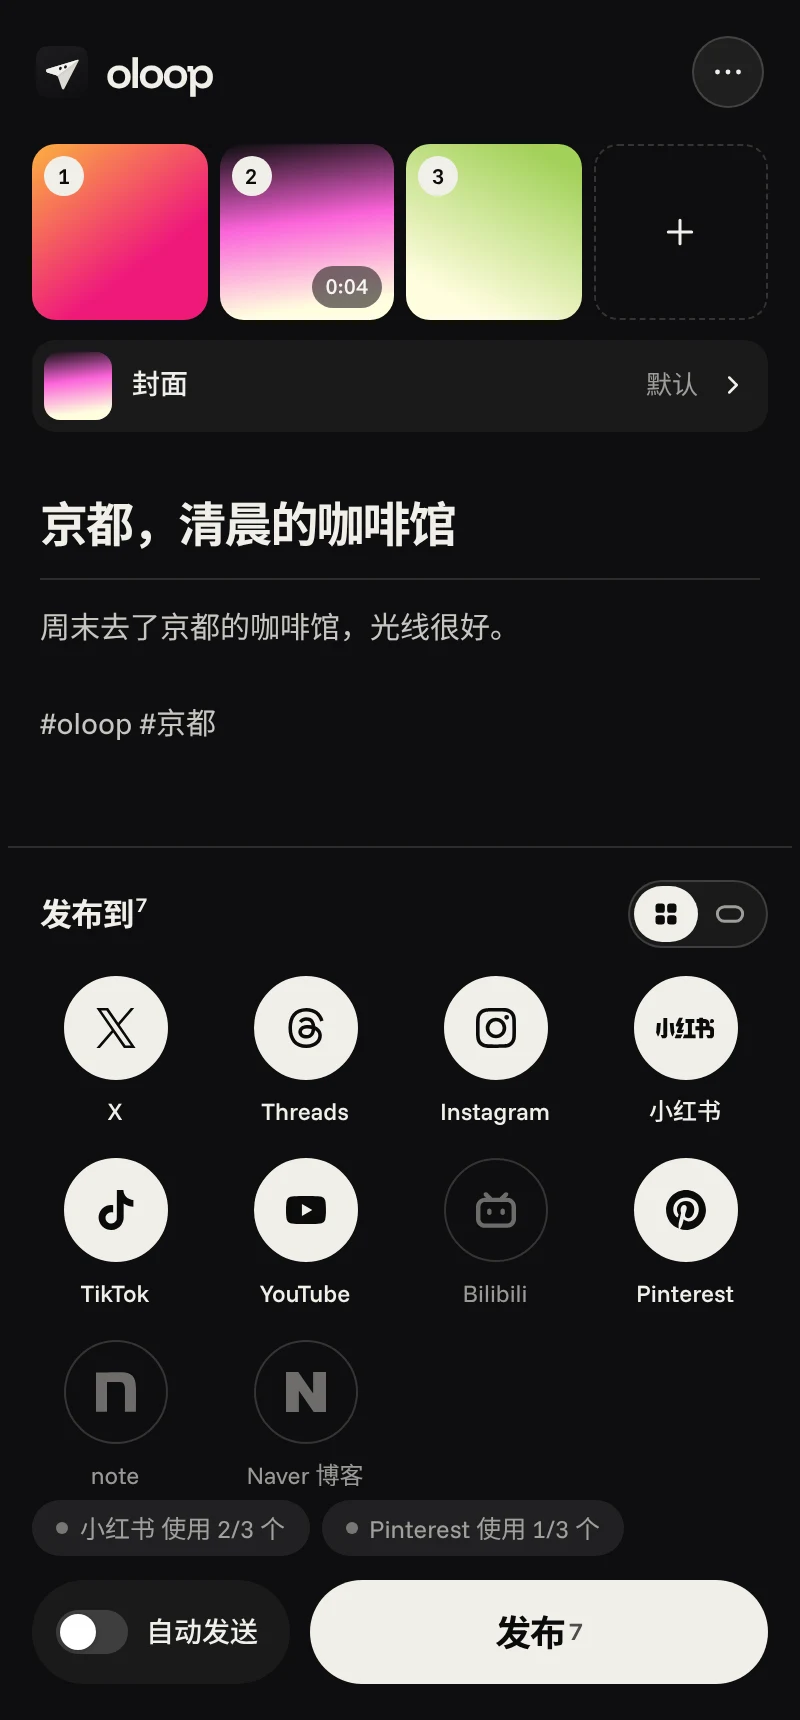 oloop
1
2
3
0:04
封面
默认
京都，清晨的咖啡馆
周末去了京都的咖啡馆，光线很好。
#oloop #京都
发布到7
小红书
X
Threads
Instagram
小红书
TikTok
YouTube
Bilibili
Pinterest
note
Naver 博客
小红书 使用 2/3 个
Pinterest 使用 1/3 个
自动发送
发布7